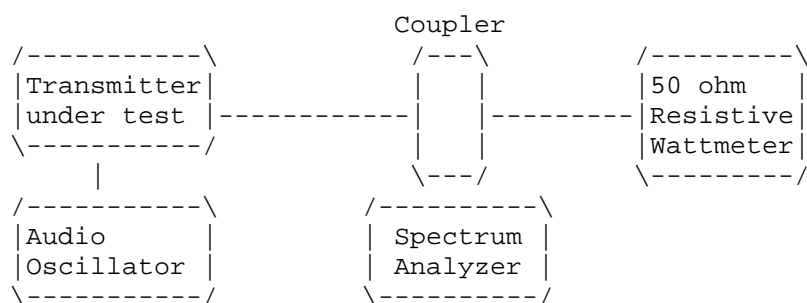 Coupler
Transmitter
under test
50 ohm
Resistive
Wattmeter
Audio
Oscillator
Spectrum
Analyzer